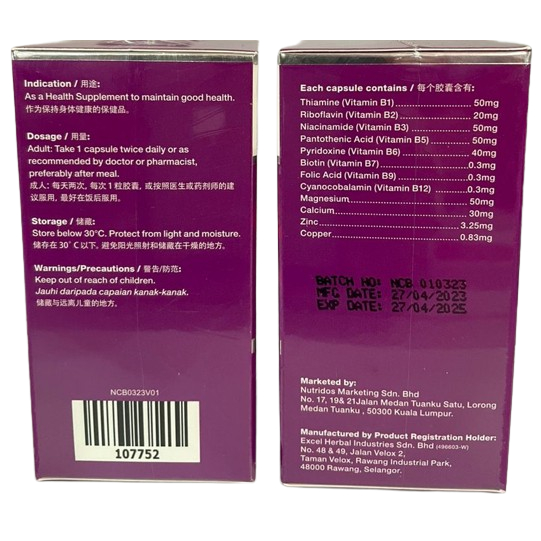 Indication / 用途:
As a Health Supplement to maintain good health.
作为保持身体健康的保健品。
Dosage / 用量:
Adult: Take 1 capsule twice daily or as
recommended by doctor or pharmacist,
preferably after meal.
成人: 每天两次, 每次1粒胶囊, 或按照医生或药剂师的建
议服用, 最好在饭后服用。
Storage / 储藏:
Store below 30°C. Protect from light and moisture.
储存在 30˚C 以下, 避免阳光照射和储藏在干燥的地方。
Warnings/Precautions / 警告/防范:
Keep out of reach of children.
Jauhi daripada capaian kanak-kanak.
储藏与远离儿童的地方。
NCB0323V01
107752
Each capsule contains / 每个胶囊含有:
Thiamine (Vitamin B1)..........................50mg
Riboflavin (Vitamin B2).........................20mg
Niacinamide (Vitamin B3).....................50mg
Pantothenic Acid (Vitamin B5)..............50mg
Pyridoxine (Vitamin B6)........................40mg
Biotin (Vitamin B7)...............................0.3mg
Folic Acid (Vitamin B9).........................0.3mg
Cyanocobalamin (Vitamin B12)............0.3mg
Magnesium..........................................50mg
Calcium...............................................30mg
Zinc.....................................................3.25mg
Copper.................................................0.83mg
BATCH NO: NCB 010323
MFG DATE: 27/04/2023
EXP DATE: 27/04/2025
Marketed by:
Nutridos Marketing Sdn. Bhd
No. 17, 19& 21Jalan Medan Tuanku Satu, Lorong
Medan Tuanku , 50300 Kuala Lumpur.
Manufactured by Product Registration Holder:
Excel Herbal Industries Sdn. Bhd (496603-W)
No. 48 & 49, Jalan Velox 2,
Taman Velox, Rawang Industrial Park,
48000 Rawang, Selangor.